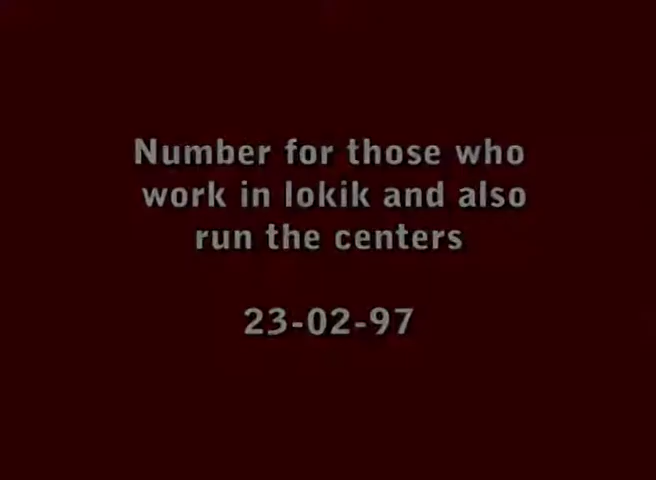 Number for those who
work in lokik and also
run the centers
23-02-97